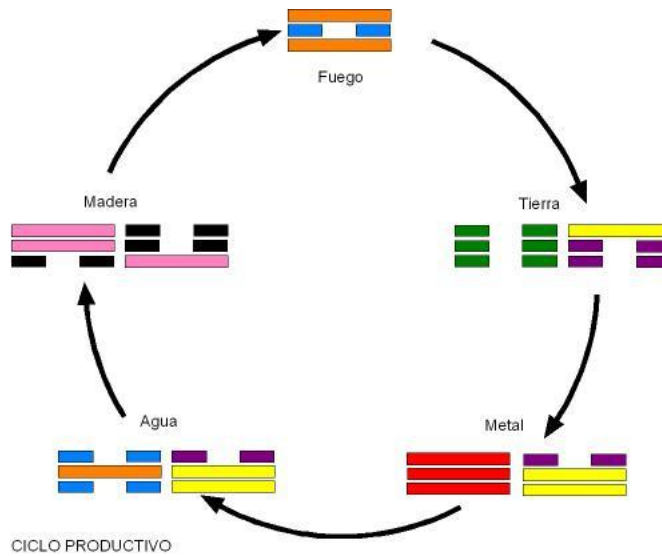 Fuego
Madera
Tierra
Agua
Metal
CICLO PRODUCTIVO